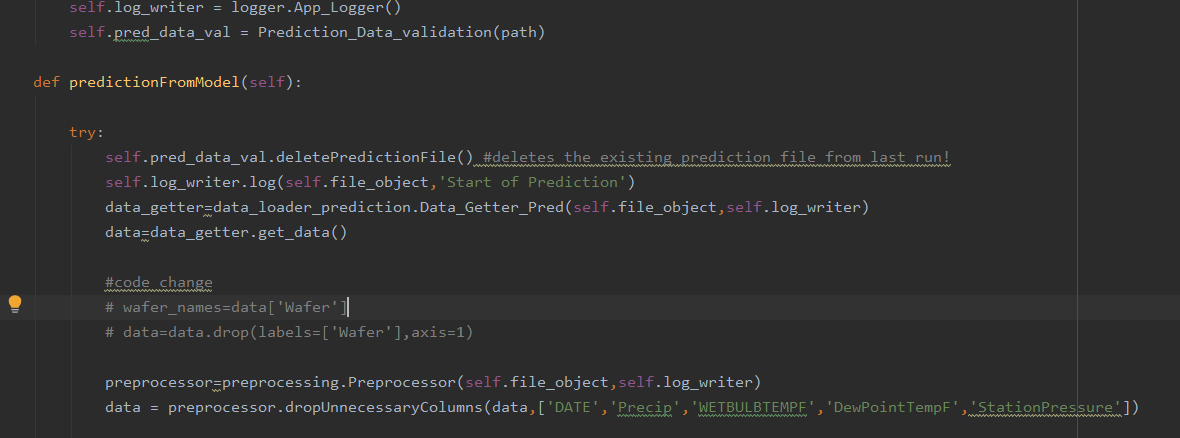 self.log_writer = logger.App_Logger()
self.pred_data_val = Prediction_Data_validation(path)
def predictionFromModel(self):
try:
self.pred_data_val.deletePredictionFile() #deletes the existing prediction file from last run!
self.log_writer.log(self.file_object,'Start of Prediction')
data_getter=data_loader_prediction.Data_Getter_Pred(self.file_object,self.log_writer)
data=data_getter.get_data()
#code change
# wafer_names=data['Wafer']
# data=data.drop(labels=['Wafer'],axis=1)
preprocessor=preprocessing.Preprocessor(self.file_object,self.log_writer)
data = preprocessor.dropUnnecessaryColumns(data,['DATE','Precip','WETBULBTEMPF','DewPointTempF','StationPressure'])